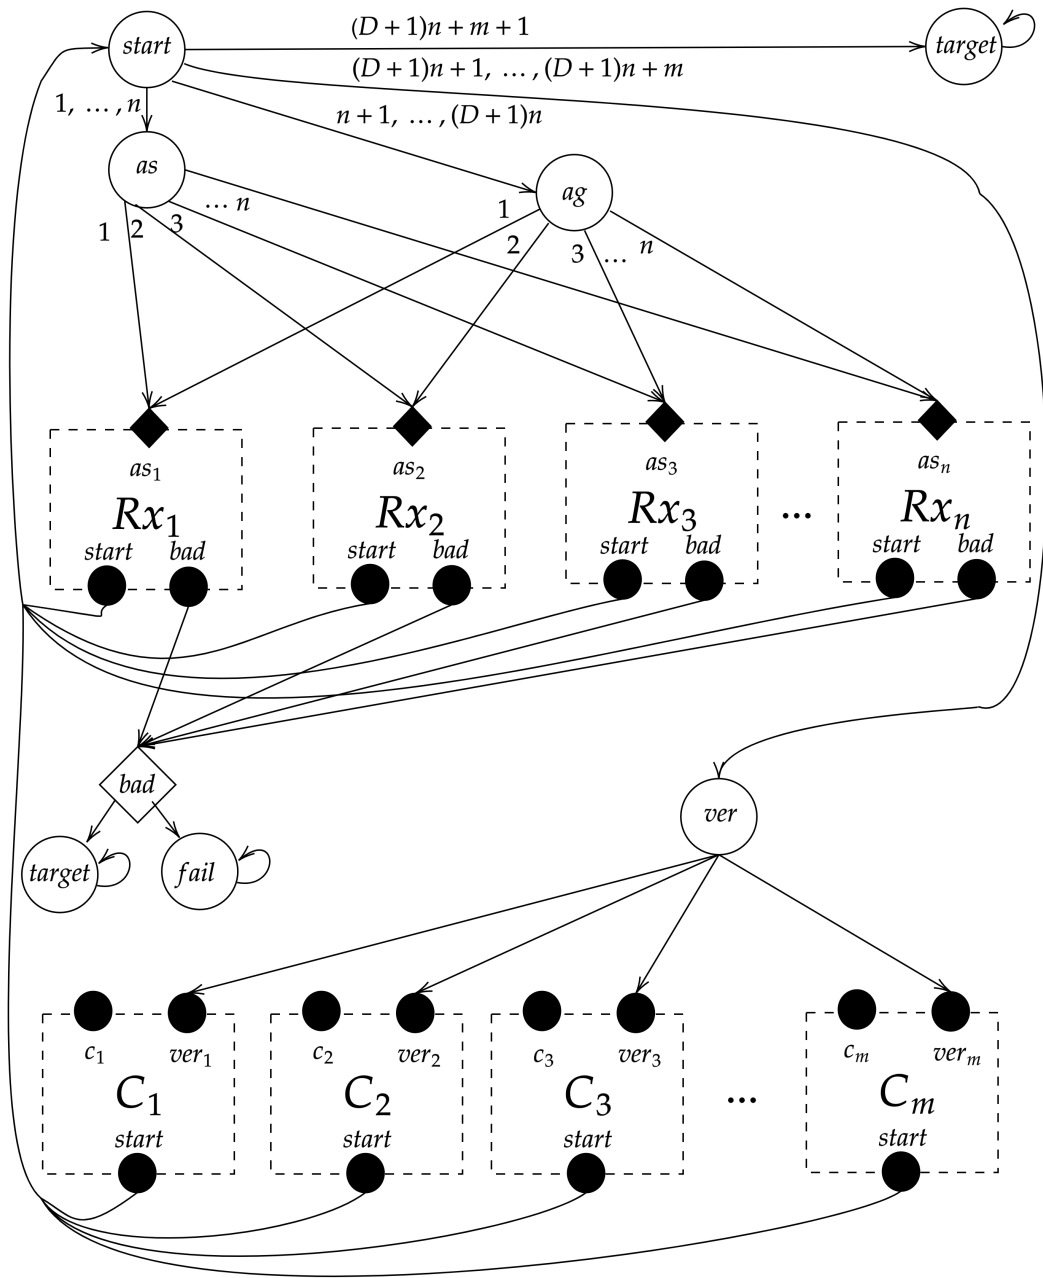 (D + 1)n + m + 1
start
target
(D + 1)n + 1, …, (D + 1)n + m
1, …, n
n + 1, …, (D + 1)n
as
ag
… n
1 2 3
1
2
3 … n
as₁ as₂ as₃ asₙ
Rx₁ Rx₂ Rx₃ ... Rxₙ
start bad start bad start bad start bad
bad
ver
target fail
c₁ ver₁ c₂ ver₂ c₃ ver₃ cₘ verₘ
C₁ C₂ C₃ ... Cₘ
start start start start